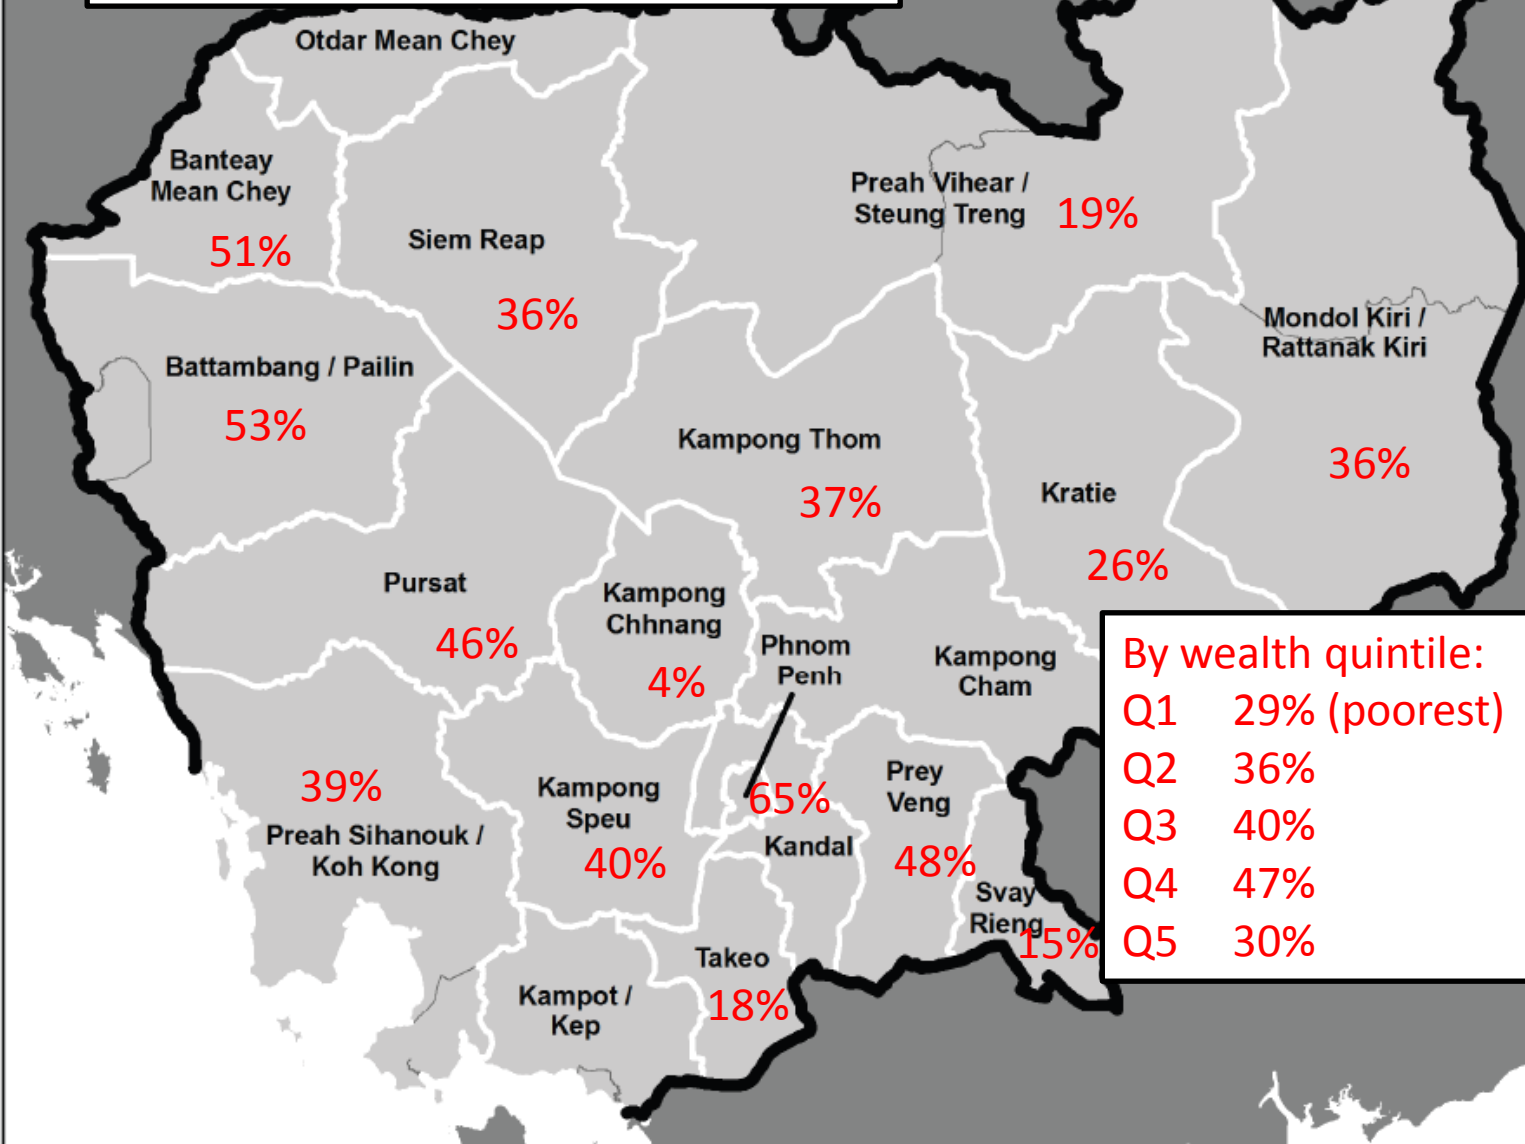 Otdar Mean Chey
Banteay
Mean Chey
51%
Siem Reap
36%
Preah Vihear /
Steung Treng
19%
Mondol Kiri /
Rattanak Kiri
36%
Battambang / Pailin
53%
Kampong Thom
37%
Kratie
26%
Pursat
46%
Kampong
Chhnang
4%
Phnom
Penh
Kampong
Cham
65%
Kandal
39%
Preah Sihanouk /
Koh Kong
Kampong
Speu
40%
Prey
Veng
48%
Svay
Rieng
15%
Takeo
18%
Kampot /
Kep
By wealth quintile:
Q1 29% (poorest)
Q2 36%
Q3 40%
Q4 47%
Q5 30%